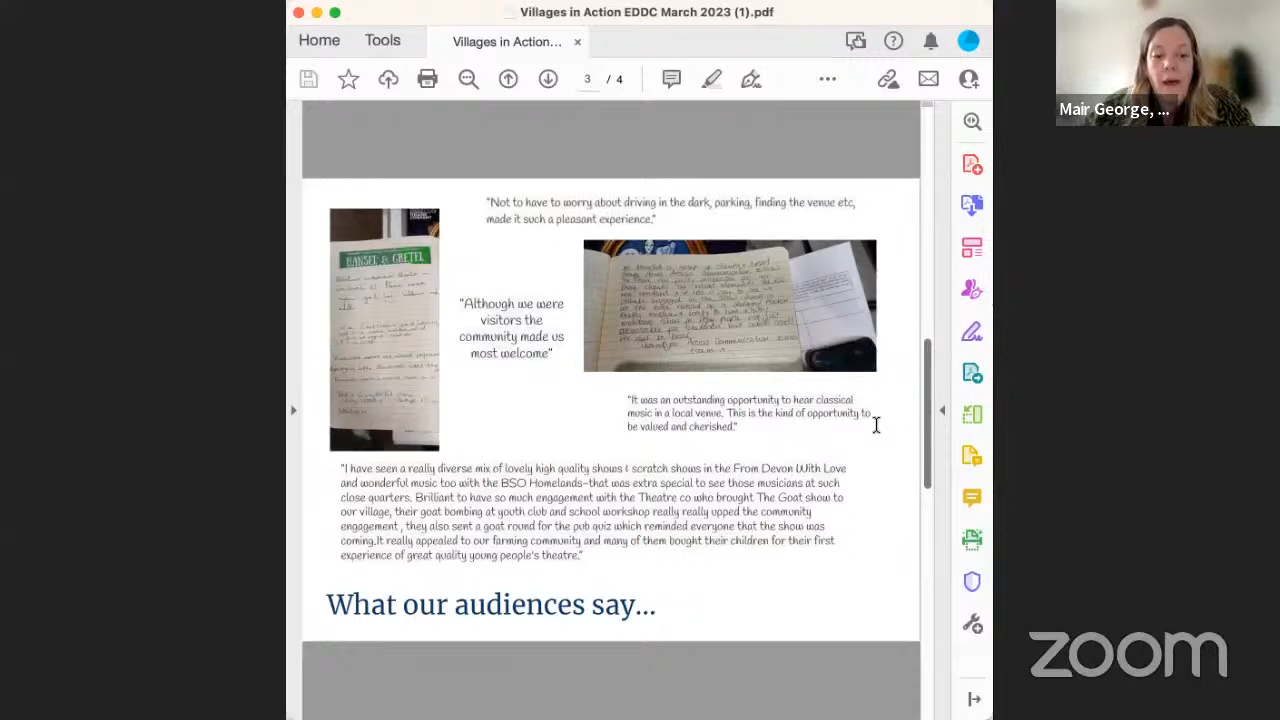 Villages in Action EDDC March 2023 (1).pdf
Home
Tools
Villages in Action...
3 / 4
Mair George, ...
"Not to have to worry about driving in the dark, parking, finding the venue etc,
made it such a pleasant experience."
HANSEL & GRETEL
"Although we were
visitors the
community made us
most welcome"
"It was an outstanding opportunity to hear classical
music in a local venue. This is the kind of opportunity to
be valued and cherished."
"I have seen a really diverse mix of lovely high quality shows & scratch shows in the From Devon With Love
and wonderful music too with the BSO Homelands-that was extra special to see those musicians at such
close quarters. Brilliant to have so much engagement with the Theatre co who brought The Goat show to
our village, their goat bombing at youth club and school workshop really really upped the community
engagement , they also sent a goat round for the pub quiz which reminded everyone that the show was
coming.It really appealed to our farming community and many of them bought their children for their first
experience of great quality young people's theatre."
What our audiences say...
zoom